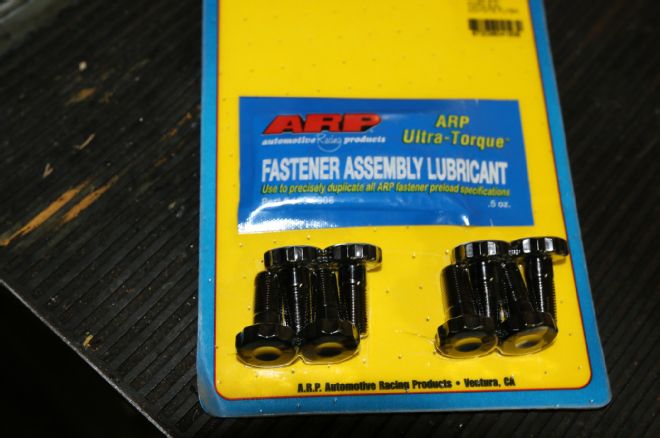 ARP
automotive Racing products
ARP
Ultra-Torque
FASTENER ASSEMBLY LUBRICANT
Use to precisely duplicate all ARP fastener preload specifications
.5 oz.
A.R.P. Automotive Racing Products • Ventura, CA